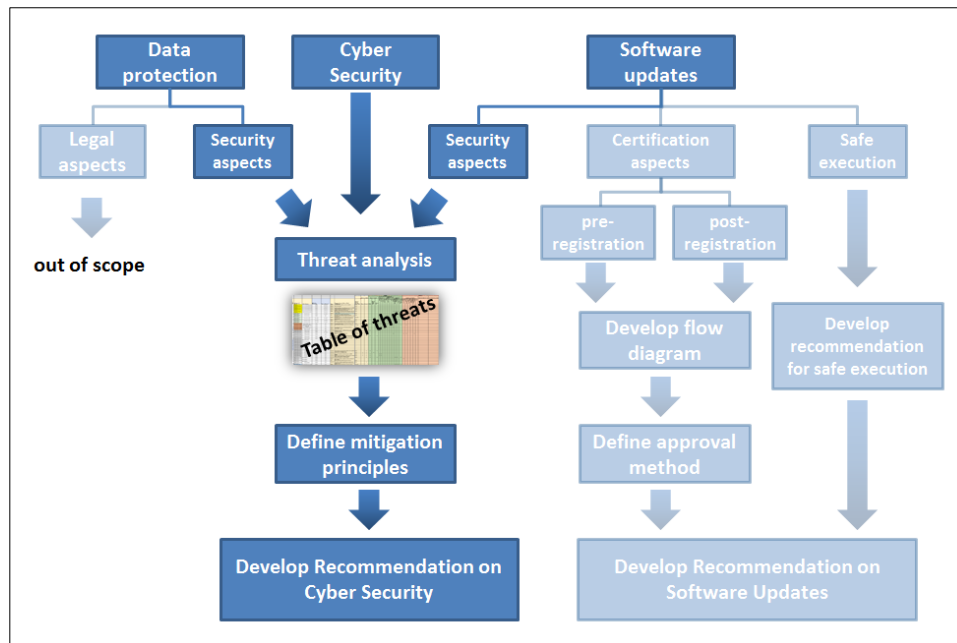 Data
protection
Cyber
Security
Software
updates
Legal
aspects
Security
aspects
Security
aspects
Certification
aspects
Safe
execution
pre-
registration
post-
registration
out of scope
Threat analysis
Table of threats
Develop flow
diagram
Develop
recommendation
for safe execution
Define mitigation
principles
Define approval
method
Develop Recommendation on
Cyber Security
Develop Recommendation on
Software Updates